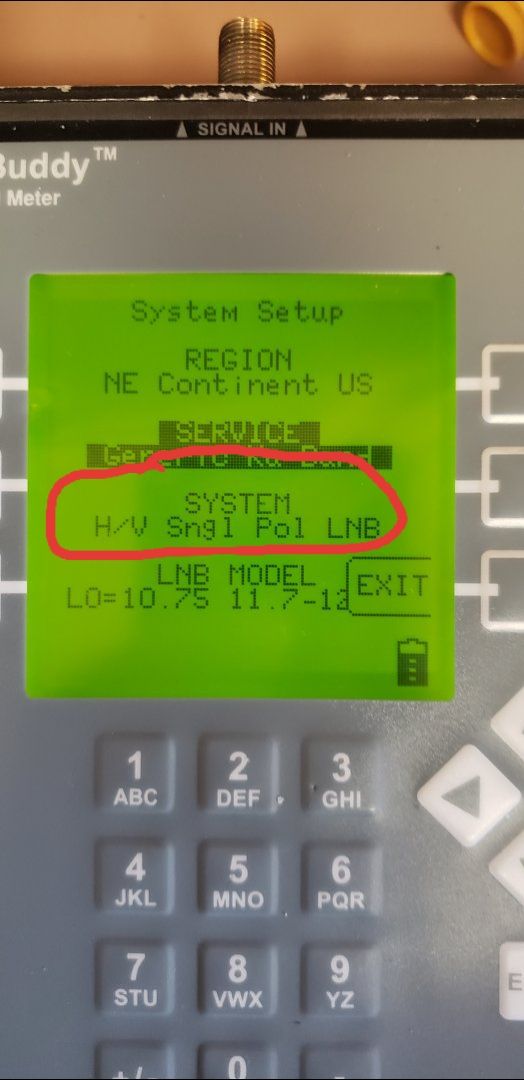 ▲ SIGNAL IN ▲
Buddy™
Meter
System Setup
REGION
NE Continent US
SERVICE
SYSTEM
H/V Sngl Pol LNB
LNB MODEL
LO=10.75 11.7-12
EXIT
1 2 3
ABC DEF GHI
4 5 6
JKL MNO PQR
7 8 9
STU VWX YZ
+/- 0
E